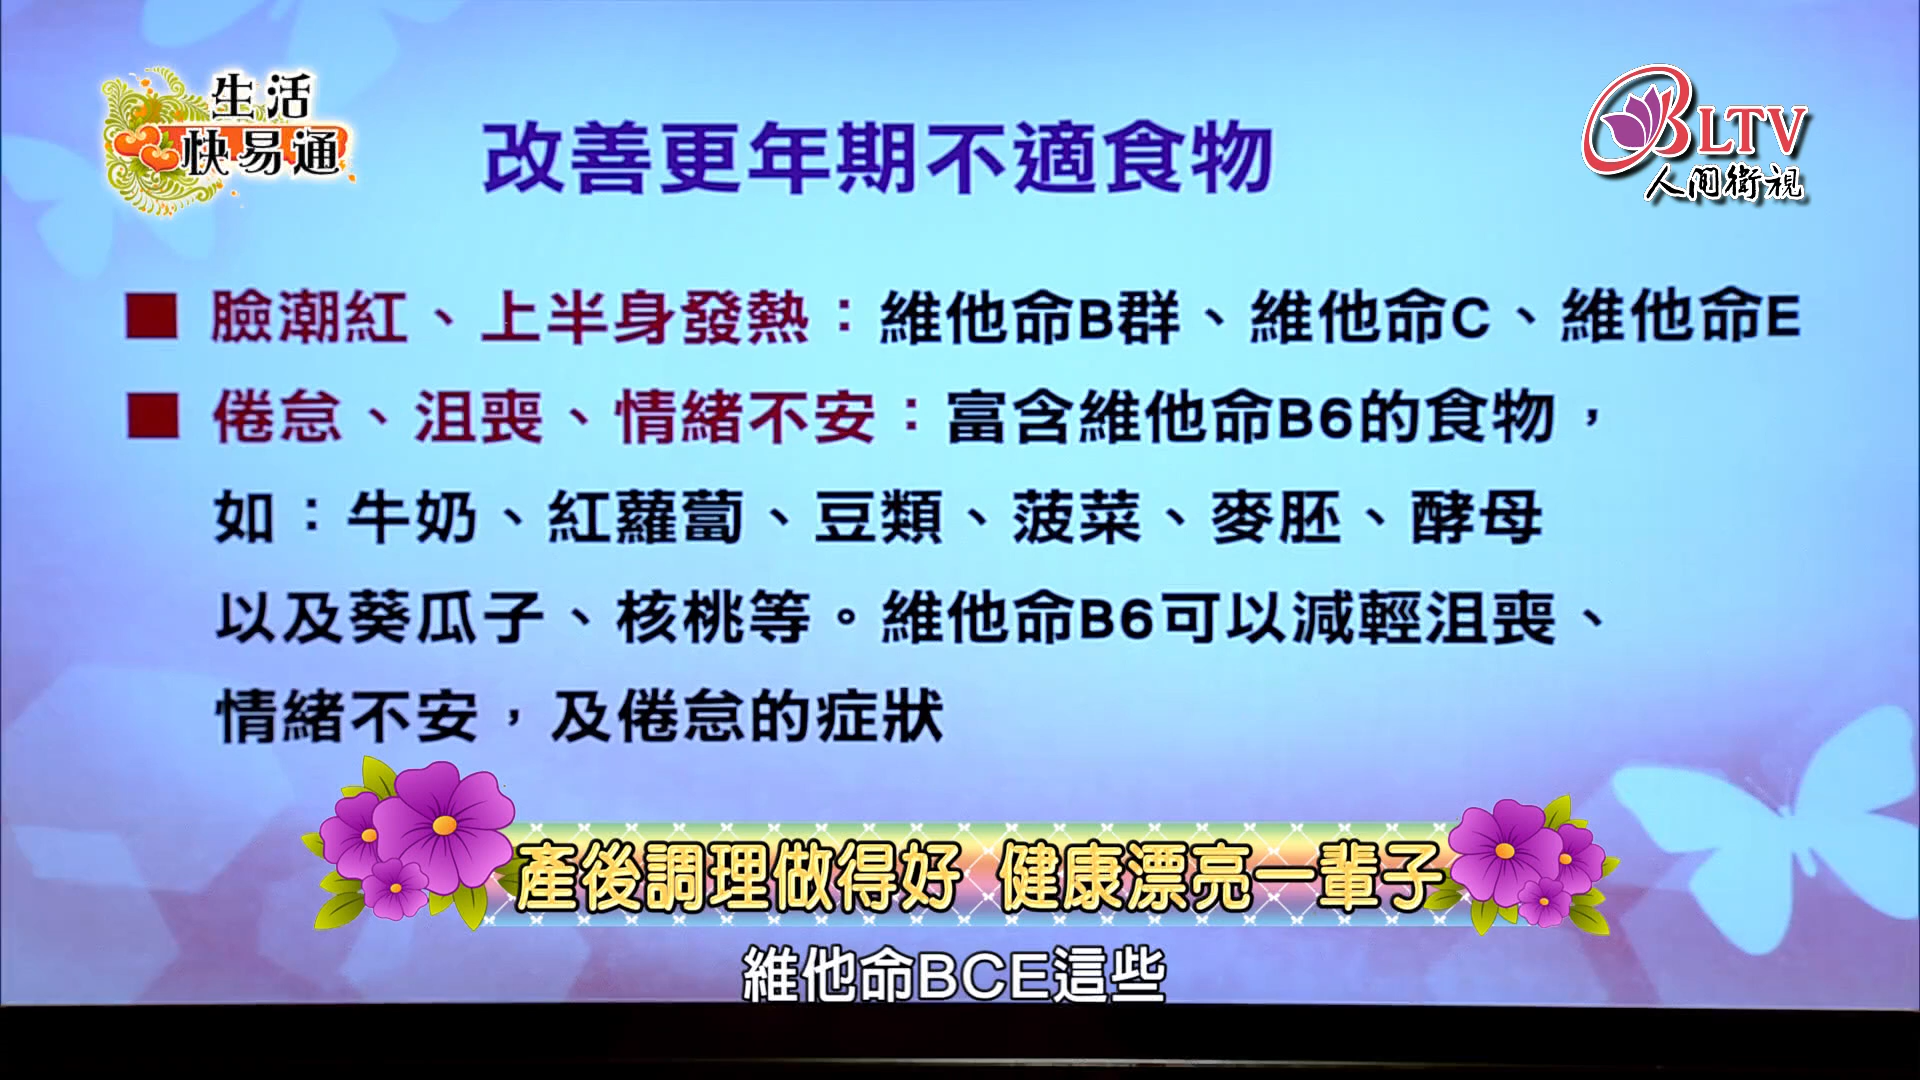 生活
快易通
BLTV
人間衛視
改善更年期不適食物
■ 臉潮紅、上半身發熱：維他命B群、維他命C、維他命E
■ 倦怠、沮喪、情緒不安：富含維他命B6的食物，
如：牛奶、紅蘿蔔、豆類、菠菜、麥胚、酵母
以及葵瓜子、核桃等。維他命B6可以減輕沮喪、
情緒不安，及倦怠的症狀
產後調理做得好 健康漂亮一輩子
維他命BCE這些